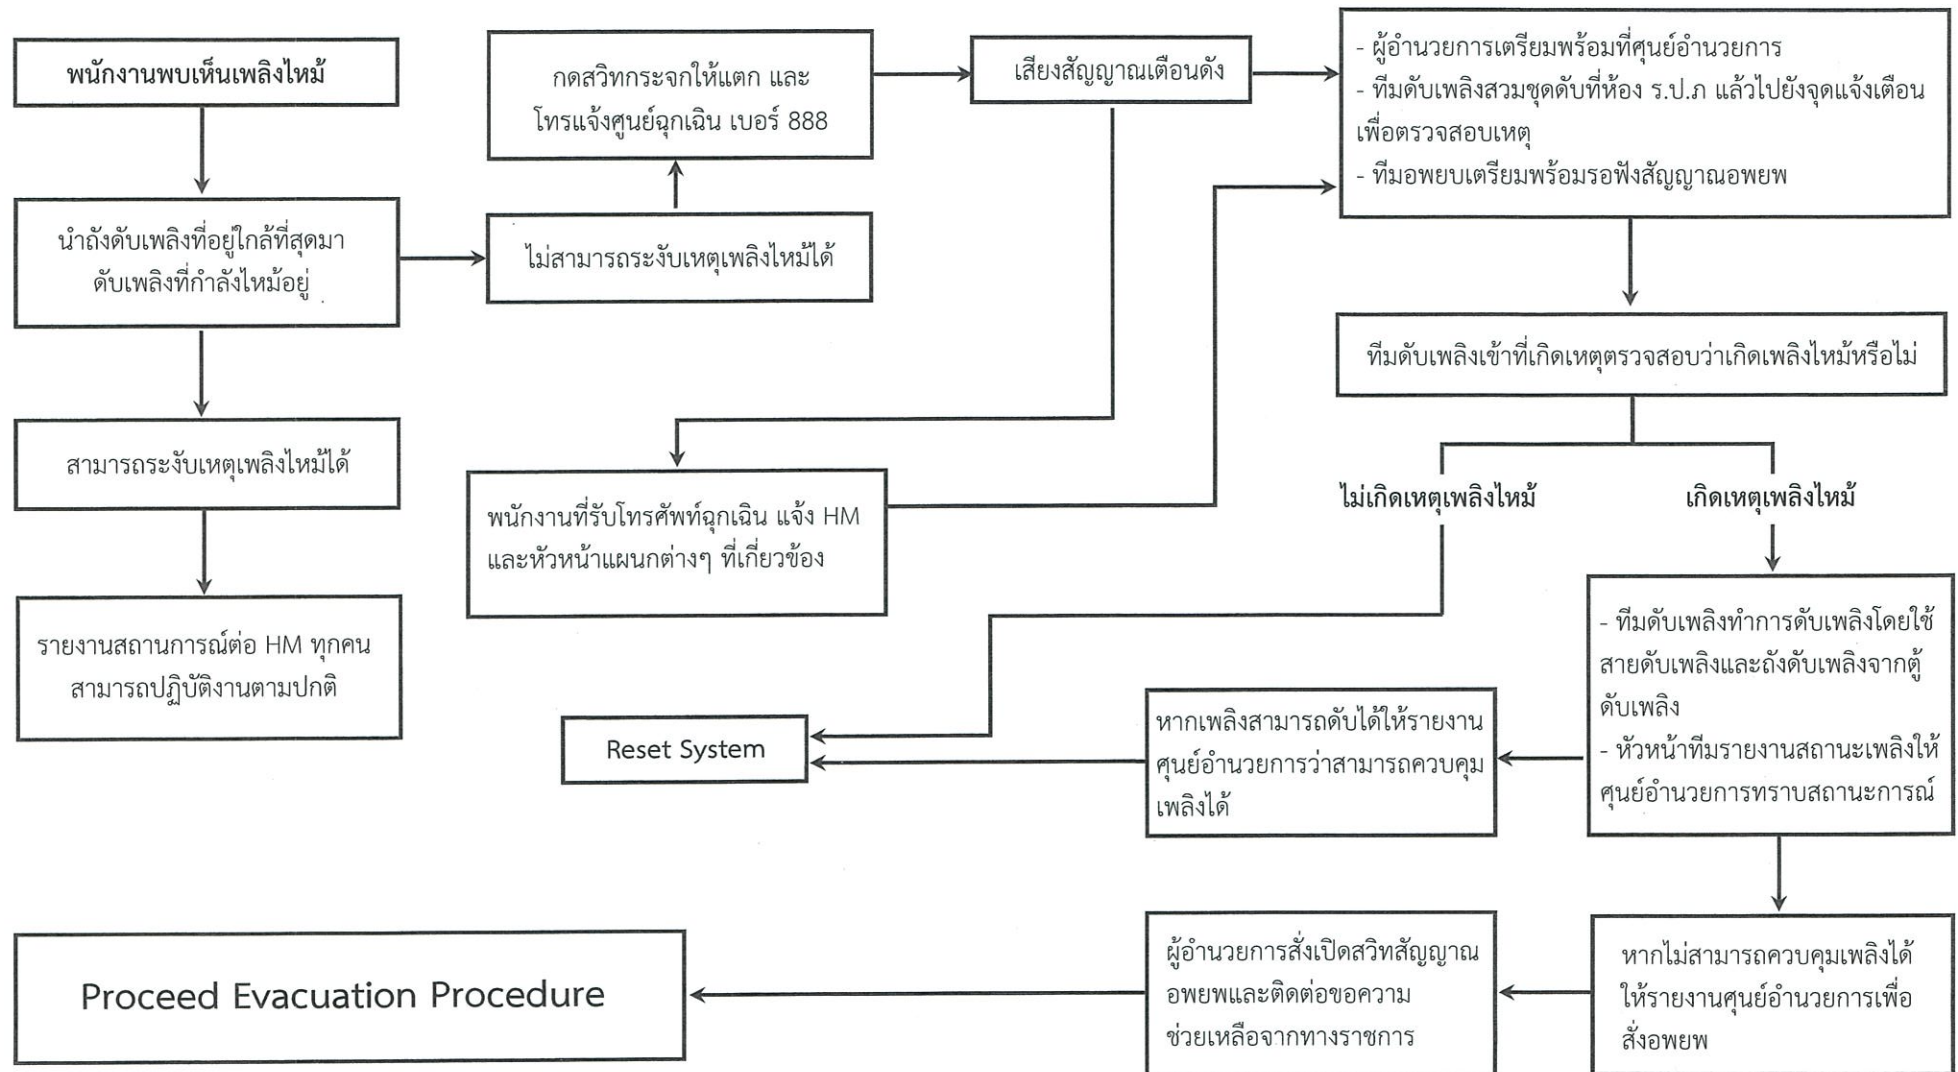 พนักงานพบเห็นเพลิงไหม้
นำถังดับเพลิงที่อยู่ใกล้ที่สุดมา
ดับเพลิงที่กำลังไหม้อยู่
สามารถระงับเหตุเพลิงไหม้ได้
รายงานสถานการณ์ต่อ HM ทุกคน
สามารถปฏิบัติงานตามปกติ
ไม่สามารถระงับเหตุเพลิงไหม้ได้
กดสวิทกระจกให้แตก และ
โทรแจ้งศูนย์ฉุกเฉิน เบอร์ 888
เสียงสัญญาณเตือนดัง
พนักงานที่รับโทรศัพท์ฉุกเฉิน แจ้ง HM
และหัวหน้าแผนกต่างๆ ที่เกี่ยวข้อง
- ผู้อำนวยการเตรียมพร้อมที่ศูนย์อำนวยการ
- ทีมดับเพลิงสวมชุดดับที่ห้อง ร.ป.ภ แล้วไปยังจุดแจ้งเตือน
เพื่อตรวจสอบเหตุ
- ทีมอพยบเตรียมพร้อมรอฟังสัญญาณอพยพ
ทีมดับเพลิงเข้าที่เกิดเหตุตรวจสอบว่าเกิดเพลิงไหม้หรือไม่
ไม่เกิดเหตุเพลิงไหม้
เกิดเหตุเพลิงไหม้
- ทีมดับเพลิงทำการดับเพลิงโดยใช้
สายดับเพลิงและถังดับเพลิงจากตู้
ดับเพลิง
- หัวหน้าทีมรายงานสถานะเพลิงให้
ศูนย์อำนวยการทราบสถานะการณ์
หากเพลิงสามารถดับได้ให้รายงาน
ศูนย์อำนวยการว่าสามารถควบคุม
เพลิงได้
Reset System
หากไม่สามารถควบคุมเพลิงได้
ให้รายงานศูนย์อำนวยการเพื่อ
สั่งอพยพ
ผู้อำนวยการสั่งเปิดสวิทสัญญาณ
อพยพและติดต่อขอความ
ช่วยเหลือจากทางราชการ
Proceed Evacuation Procedure